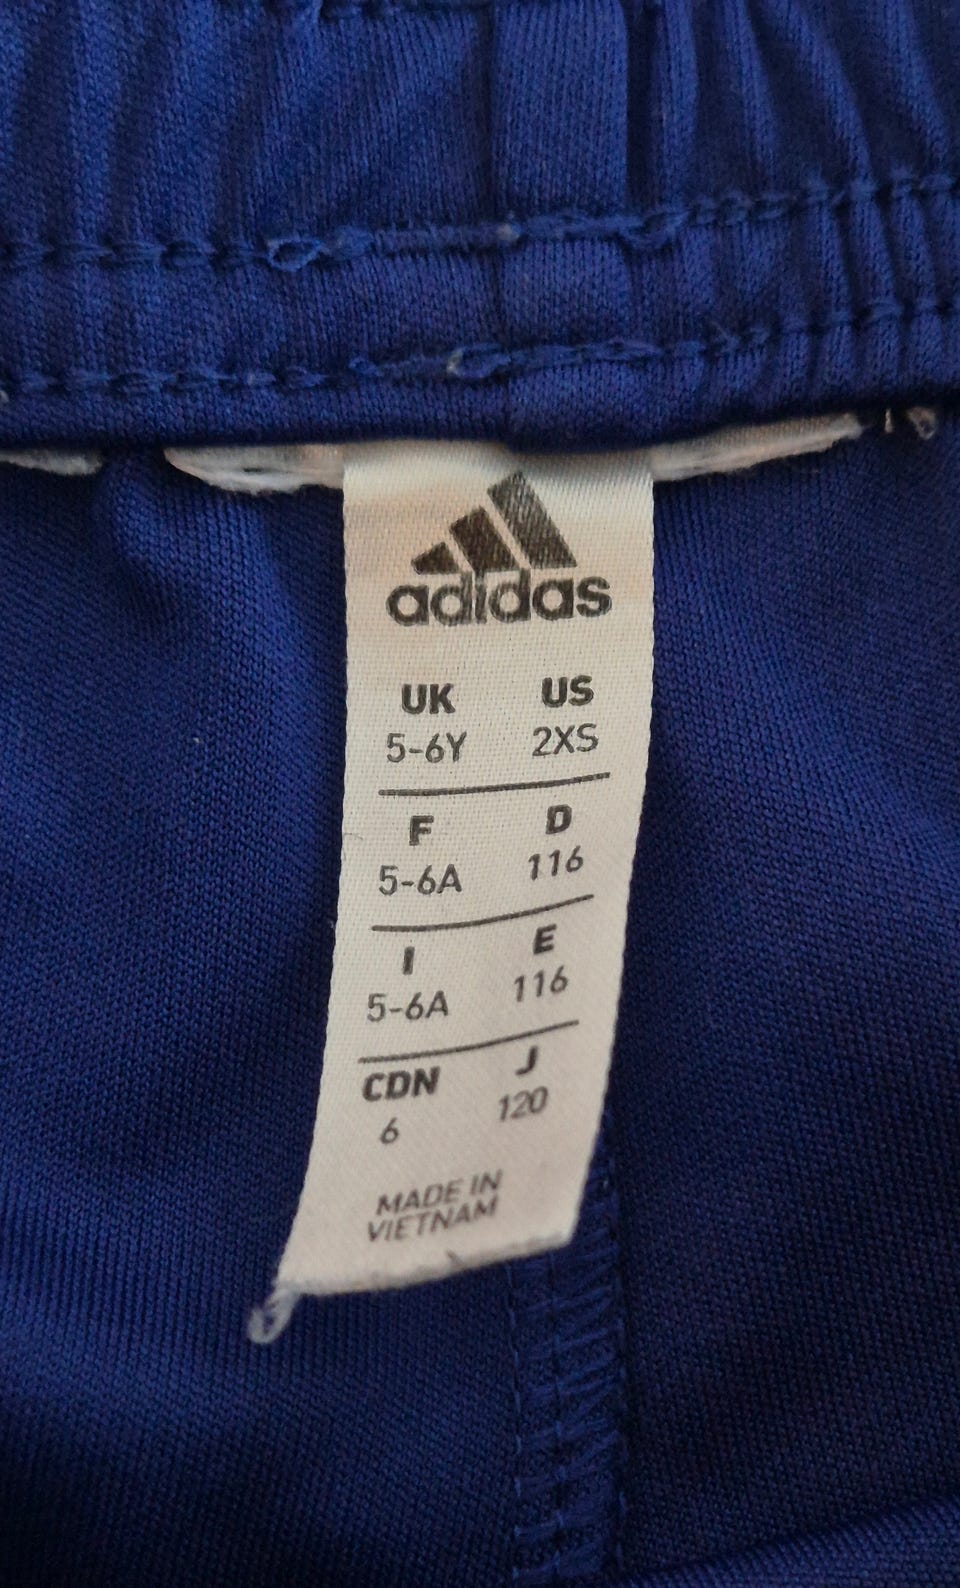 adidas
UK US
5-6Y 2XS
F D
5-6A 116
I E
5-6A 116
CDN J
6 120
MADE IN
VIETNAM